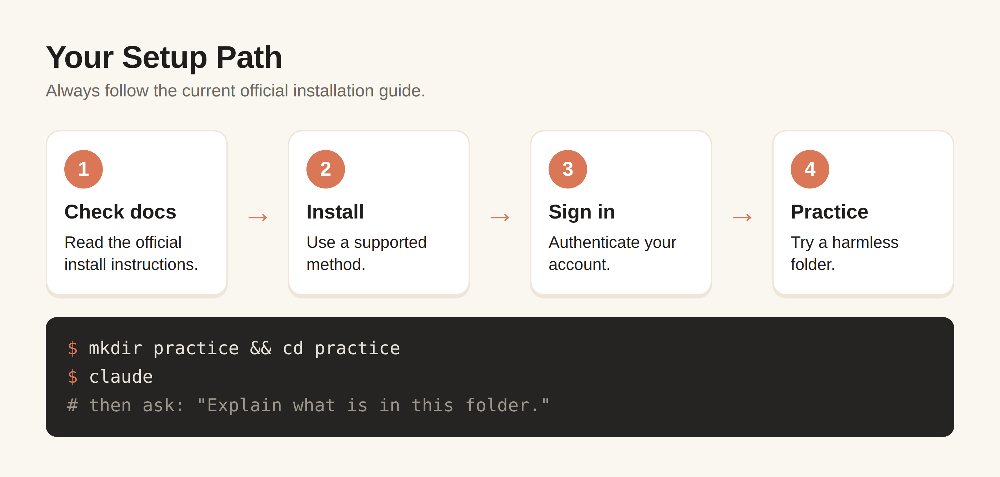 Your Setup Path
Always follow the current official installation guide.
1
Check docs
Read the official
install instructions.
→
2
Install
Use a supported
method.
→
3
Sign in
Authenticate your
account.
→
4
Practice
Try a harmless
folder.
$ mkdir practice && cd practice
$ claude
# then ask: "Explain what is in this folder."